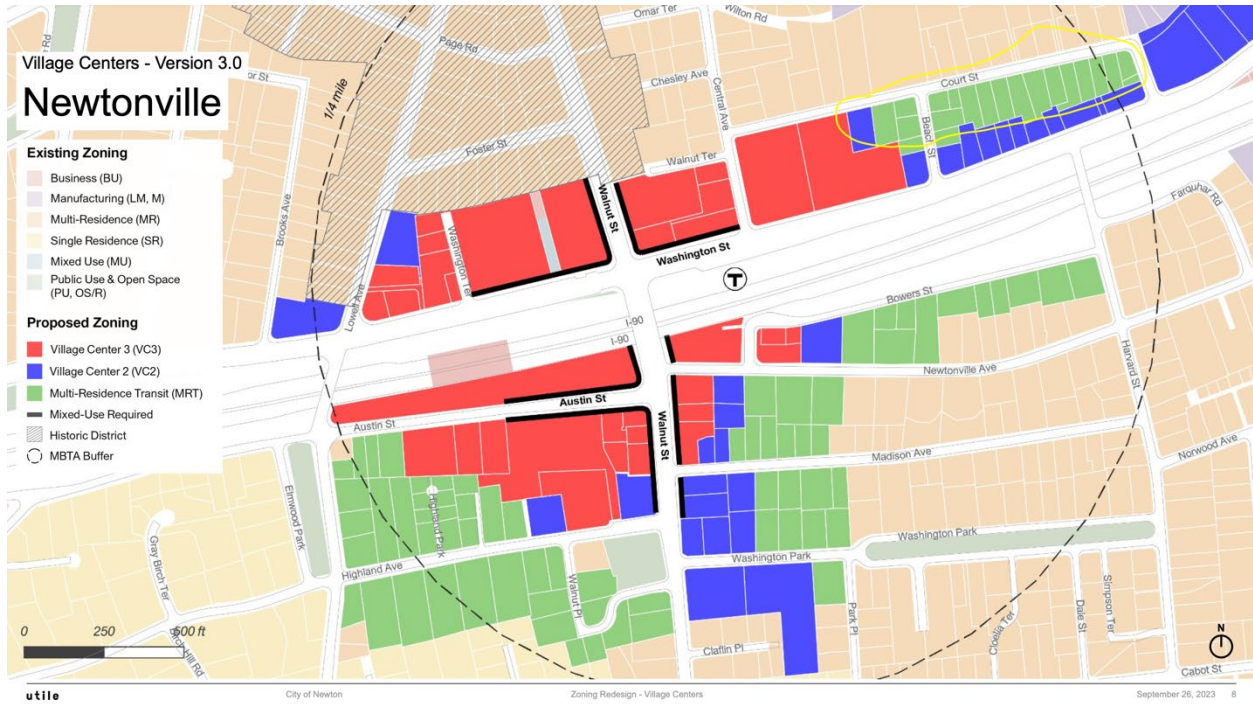 Village Centers - Version 3.0
Newtonville
Existing Zoning
Business (BU)
Manufacturing (LM, M)
Multi-Residence (MR)
Single Residence (SR)
Mixed Use (MU)
Public Use & Open Space
(PU, OS/R)
Proposed Zoning
Village Center 3 (VC3)
Village Center 2 (VC2)
Multi-Residence Transit (MRT)
Mixed-Use Required
Historic District
MBTA Buffer
0 250 500 ft
1/4 mile
Omar Ter
Wilton Rd
Page Rd
Chesley Ave
Central Ave
Court St
Beach St
Foster St
Walnut Ter
Walnut St
Washington St
Brooks Ave
Lowell Ave
Washington Ter
T
Farquhar Rd
Bowers St
I-90
I-90
Newtonville Ave
Harvard St
Austin St
Austin St
Walnut St
Madison Ave
Norwood Ave
Elmwood Park
Highland Park
Washington Park
Washington Park
Highland Ave
Walnut Pl
Gray Birch Ter
Birch Hill Rd
Park Pl
Claflin Pl
Cloelia Ter
Dale St
Simpson Ter
Cabot St
N
utile City of Newton Zoning Redesign - Village Centers September 26, 2023 8